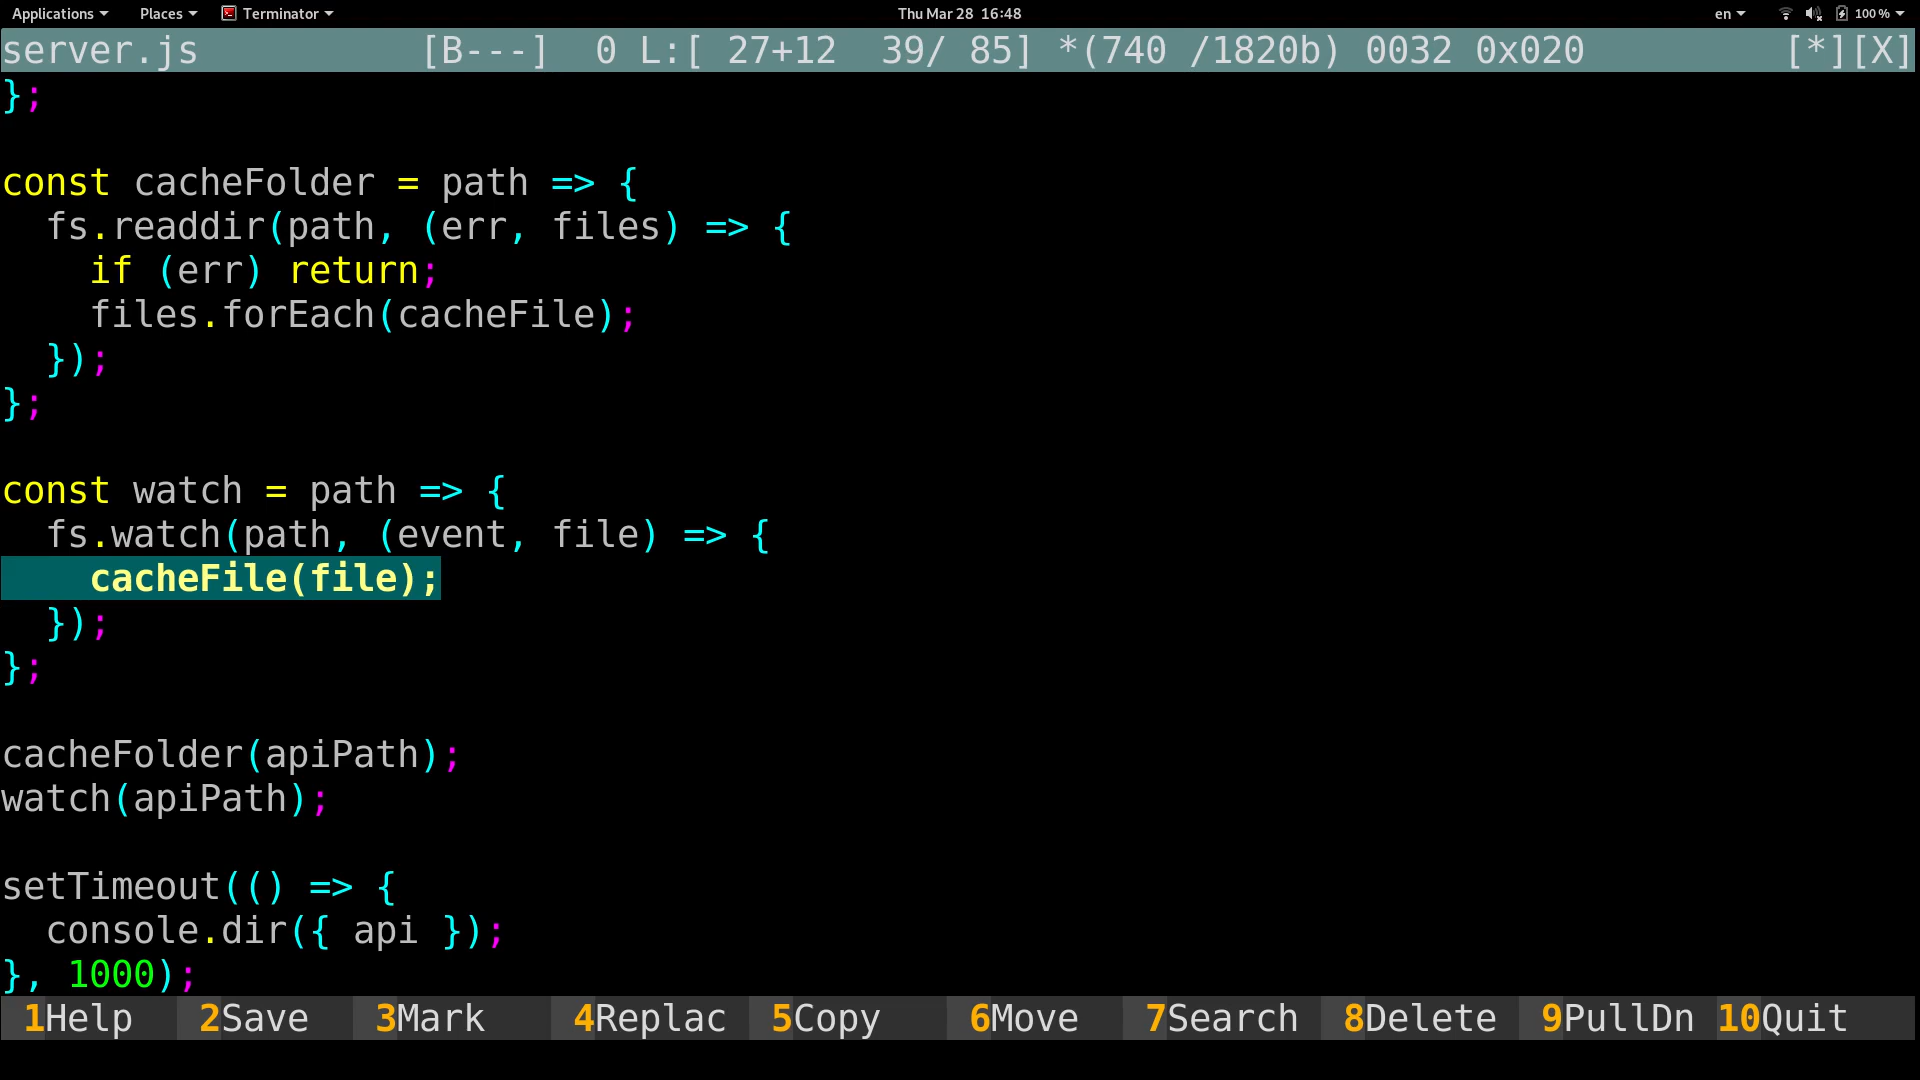 Applications Places Terminator Thu Mar 28 16:48 en 100 %
server.js [B---] 0 L:[ 27+12 39/ 85] *(740 /1820b) 0032 0x020 [*][X]
};
const cacheFolder = path => {
  fs.readdir(path, (err, files) => {
    if (err) return;
    files.forEach(cacheFile);
  });
};
const watch = path => {
  fs.watch(path, (event, file) => {
    cacheFile(file);
  });
};
cacheFolder(apiPath);
watch(apiPath);
setTimeout(() => {
  console.dir({ api });
}, 1000);
1Help 2Save 3Mark 4Replac 5Copy 6Move 7Search 8Delete 9PullDn 10Quit